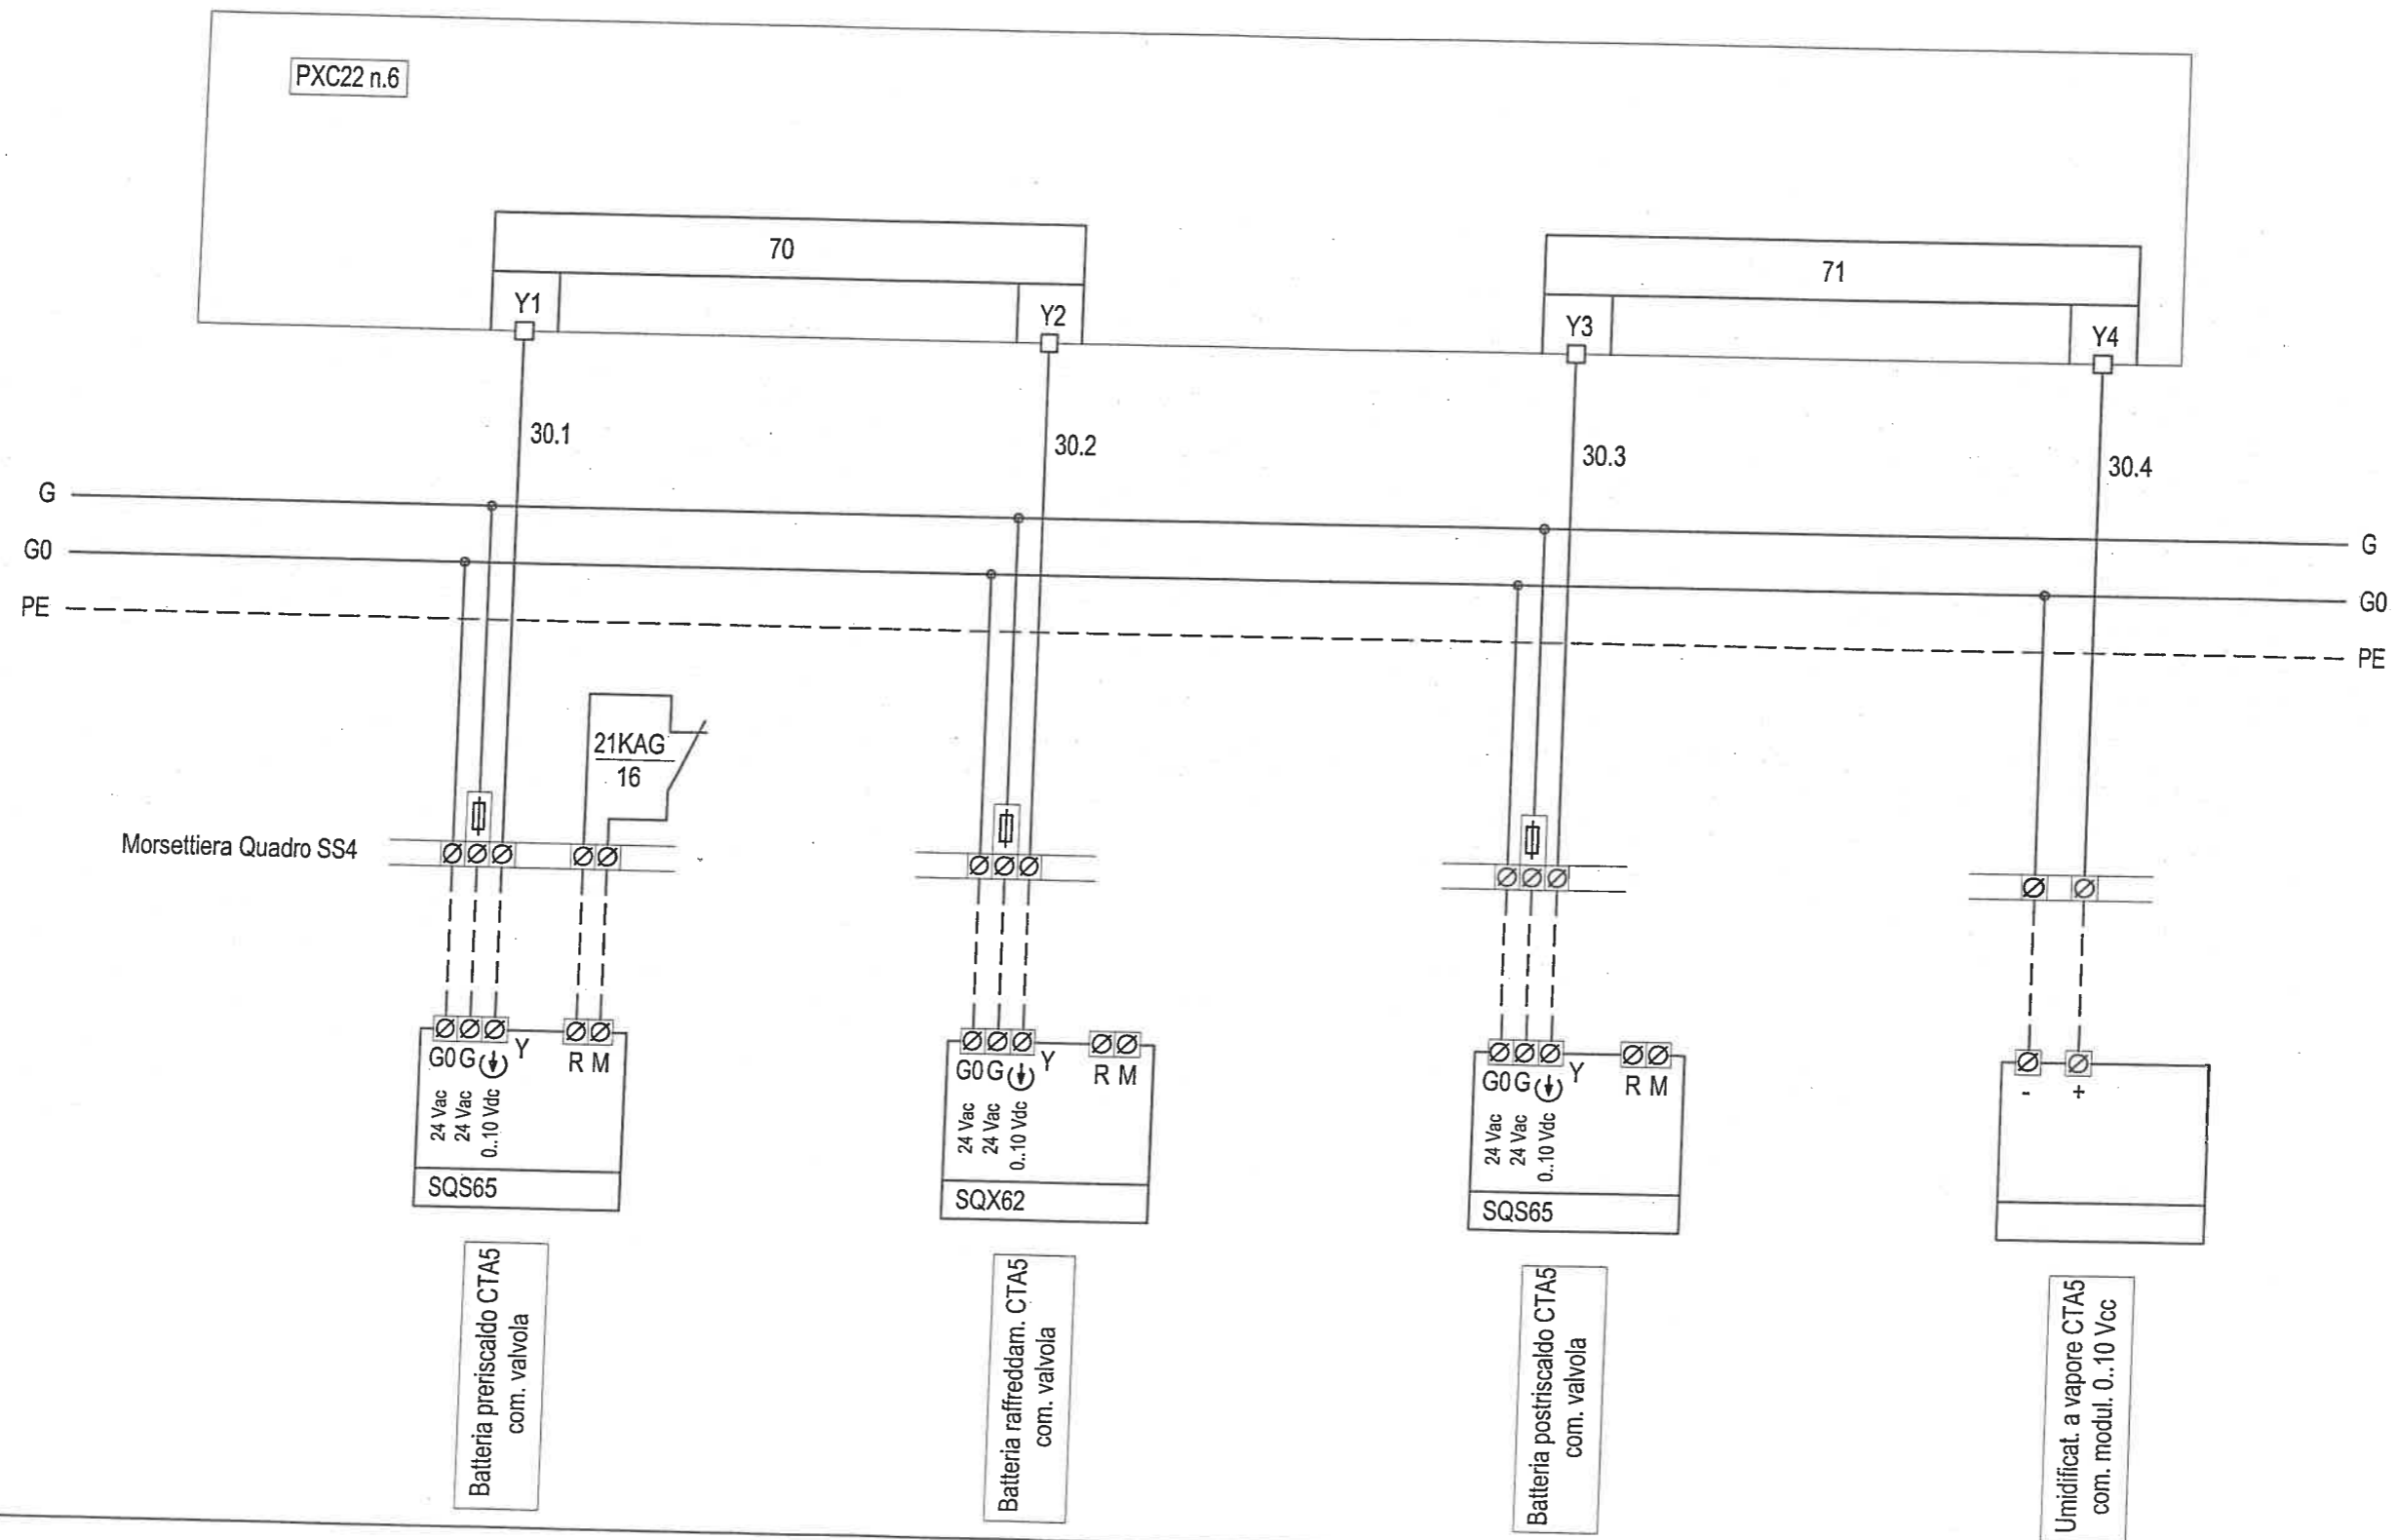 PXC22 n.6
70
71
Y1
Y2
Y3
Y4
30.1
30.2
30.3
30.4
G
G
G0
G0
PE
PE
21KAG
16
Morsettiera Quadro SS4
G0 G Y R M
24 Vac
24 Vac
0..10 Vdc
SQS65
G0 G Y R M
24 Vac
24 Vac
0..10 Vdc
SQX62
G0 G Y R M
24 Vac
24 Vac
0..10 Vdc
SQS65
- +
Batteria preriscaldo CTA5
com. valvola
Batteria raffreddam. CTA5
com. valvola
Batteria postriscaldo CTA5
com. valvola
Umidificat. a vapore CTA5
com. modul. 0..10 Vcc